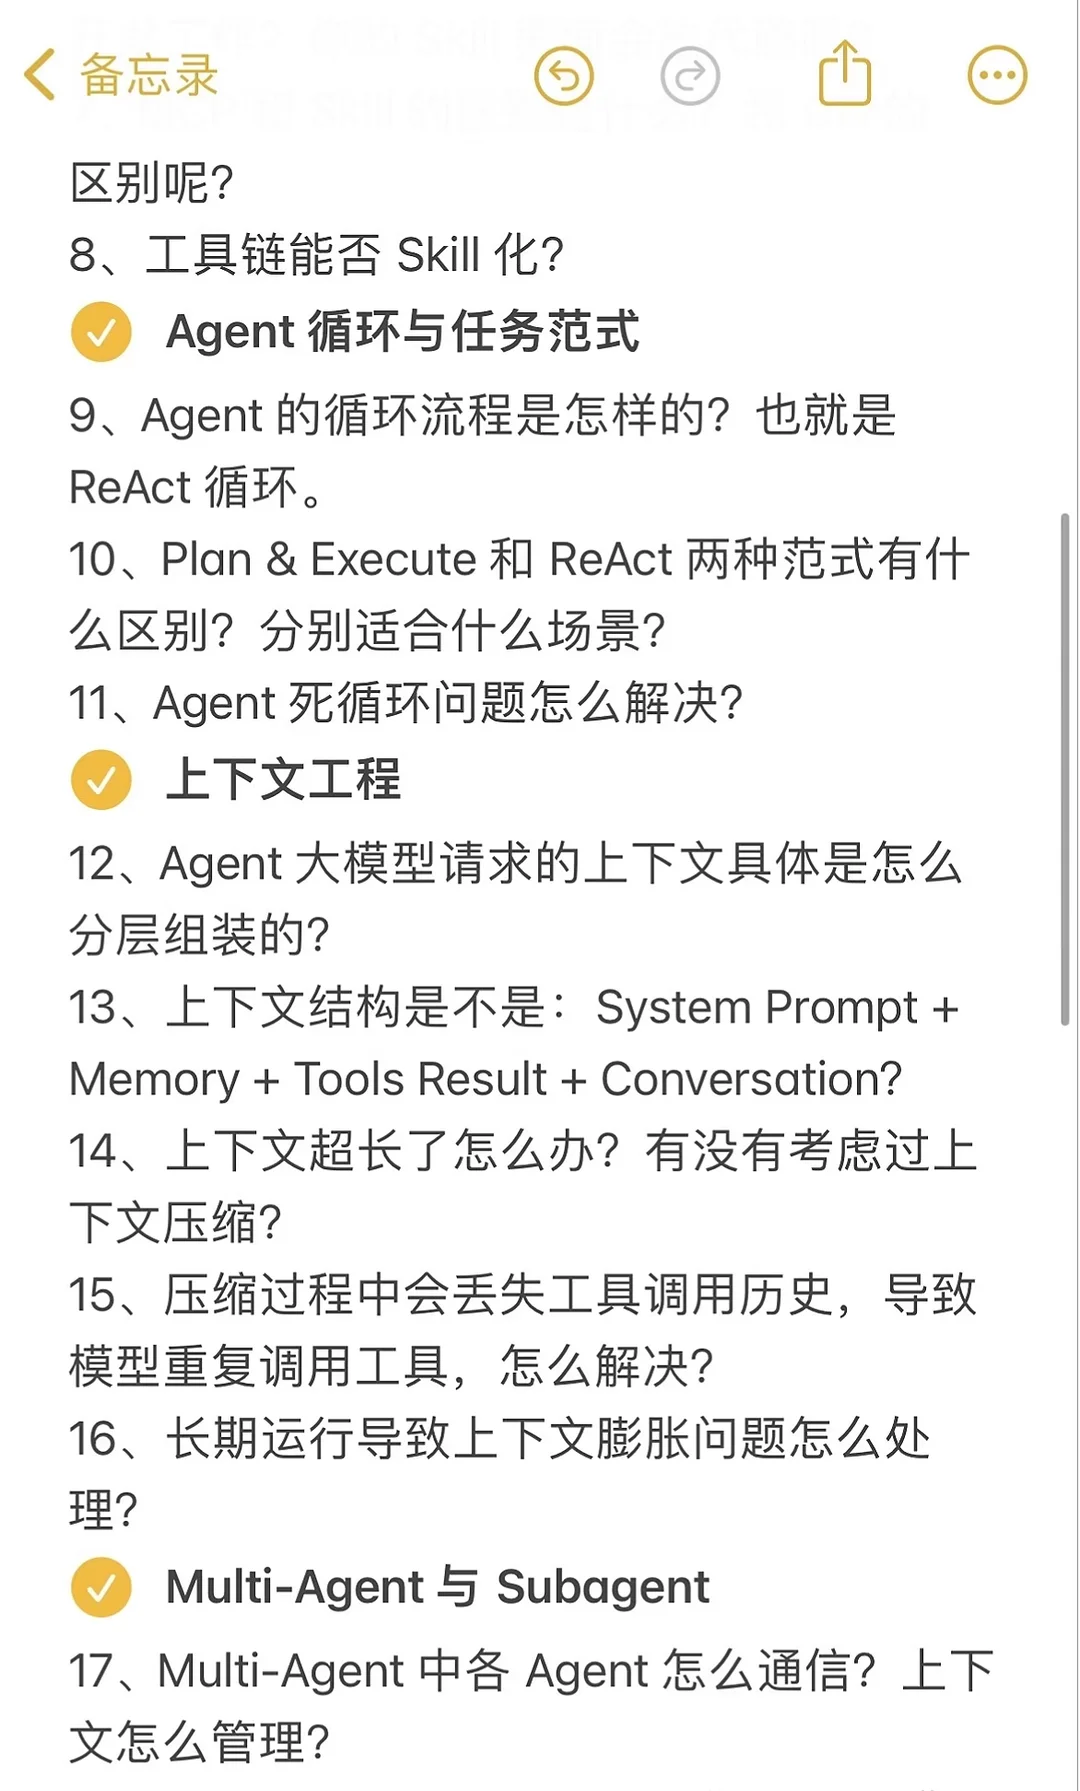 备忘录
区别呢?
8、工具链能否 Skill 化?
Agent 循环与任务范式
9、Agent 的循环流程是怎样的? 也就是
ReAct 循环。
10、Plan & Execute 和 ReAct 两种范式有什
么区别? 分别适合什么场景?
11、Agent 死循环问题怎么解决?
上下文工程
12、Agent 大模型请求的上下文具体是怎么
分层组装的?
13、上下文结构是不是：System Prompt +
Memory + Tools Result + Conversation?
14、上下文超长了怎么办? 有没有考虑过上
下文压缩?
15、压缩过程中会丢失工具调用历史，导致
模型重复调用工具，怎么解决?
16、长期运行导致上下文膨胀问题怎么处
理?
Multi-Agent 与 Subagent
17、Multi-Agent 中各 Agent 怎么通信? 上下
文怎么管理?